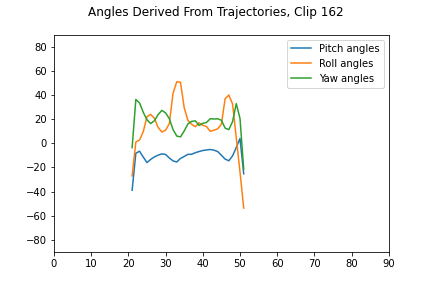 Angles Derived From Trajectories, Clip 162
Pitch angles
Roll angles
Yaw angles
80
60
40
20
0
−20
−40
−60
−80
0 10 20 30 40 50 60 70 80 90